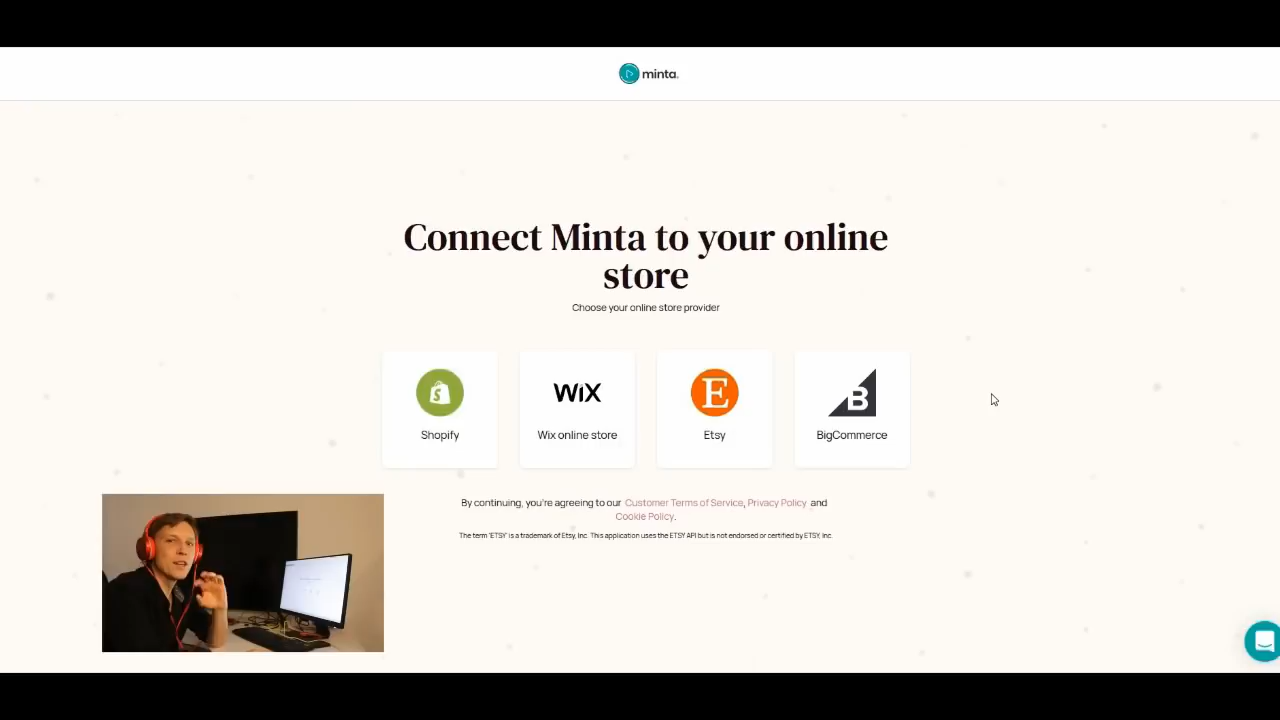 minta.
Connect Minta to your online
store
Choose your online store provider
WiX
Shopify
Wix online store
Etsy
BigCommerce
By continuing, you're agreeing to our Customer Terms of Service, Privacy Policy and
Cookie Policy.
The term 'ETSY' is a trademark of Etsy, Inc. This application uses the ETSY API but is not endorsed or certified by ETSY, Inc.